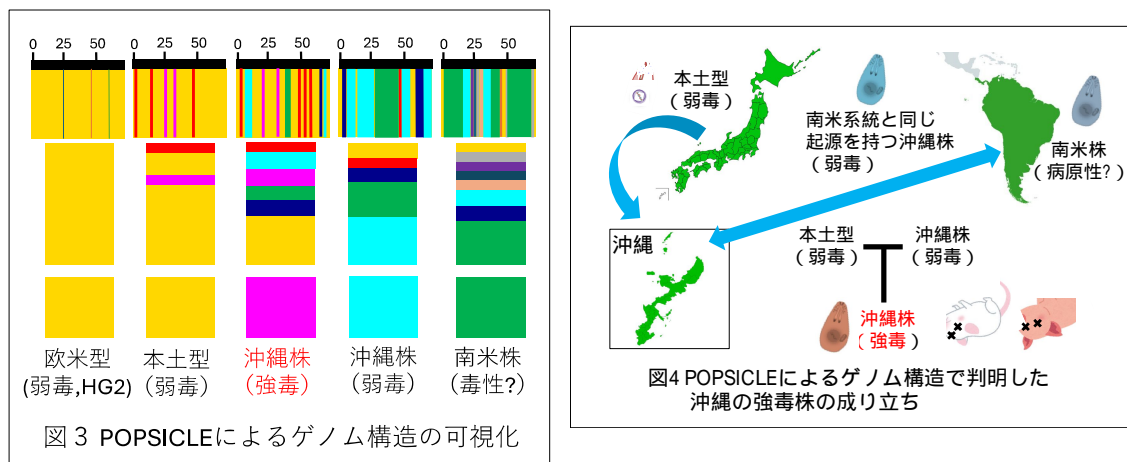 0 25 50 0 25 50 0 25 50 0 25 50 0 25 50
欧米型 本土型 沖縄株 沖縄株 南米株
(弱毒,HG2) (弱毒) (強毒) (弱毒) (毒性?)
図3 POPSICLEによるゲノム構造の可視化
本土型
(弱毒)
南米系統と同じ
起源を持つ沖縄株
(弱毒)
南米株
(病原性?)
沖縄
本土型 沖縄株
(弱毒) (弱毒)
沖縄株
(強毒)
図4 POPSICLEによるゲノム構造で判明した
沖縄の強毒株の成り立ち